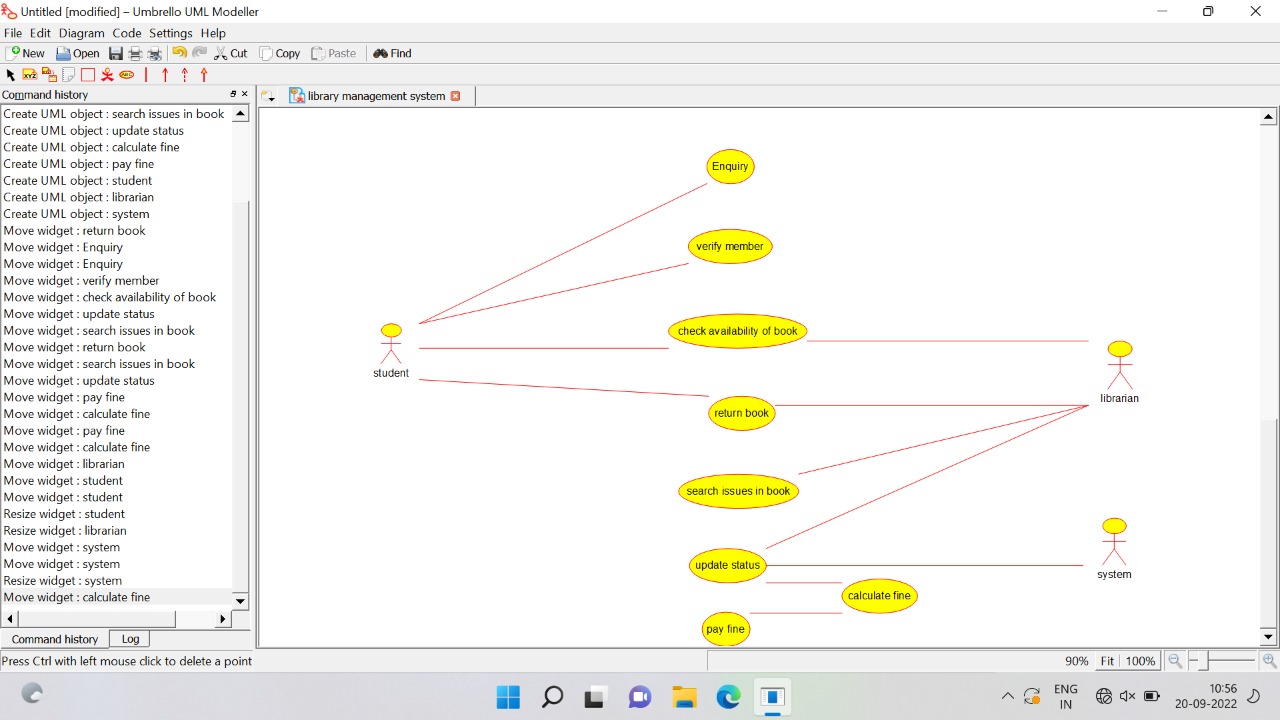 Untitled [modified] – Umbrello UML Modeller
File Edit Diagram Code Settings Help
New Open Cut Copy Paste Find
Command history
library management system
Create UML object : search issues in book
Create UML object : update status
Create UML object : calculate fine
Create UML object : pay fine
Create UML object : student
Create UML object : librarian
Create UML object : system
Move widget : return book
Move widget : Enquiry
Move widget : Enquiry
Move widget : verify member
Move widget : check availability of book
Move widget : update status
Move widget : search issues in book
Move widget : return book
Move widget : search issues in book
Move widget : update status
Move widget : pay fine
Move widget : calculate fine
Move widget : pay fine
Move widget : calculate fine
Move widget : librarian
Move widget : student
Move widget : student
Resize widget : student
Resize widget : librarian
Move widget : system
Move widget : system
Resize widget : system
Move widget : calculate fine
Command history Log
Enquiry
verify member
check availability of book
student
librarian
return book
search issues in book
update status
system
calculate fine
pay fine
Press Ctrl with left mouse click to delete a point
90% Fit 100%
ENG
IN
10:56
20-09-2022